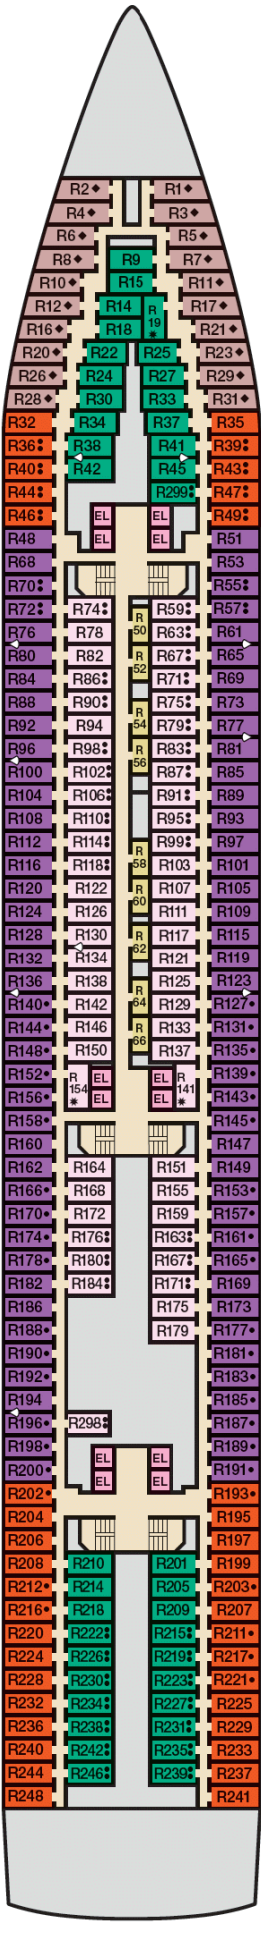 R2◆ R1◆
R4◆ R3◆
R6◆ R5◆
R8◆ R9 R7◆
R10◆ R15 R11◆
R12◆ R14 R 19 ✷ R17◆
R16◆ R18 R21◆
R20◆ R22 R25 R23◆
R26◆ R24 R27 R29◆
R28◆ R30 R33 R31◆
R32 R34 R37 R35
R36: R38 R41 R39:
R40: R42 R45 R43:
R44: R299: R47:
R46: EL EL R49:
R48 EL EL R51
R68 R53
R70: R55:
R72: R74: R 50 R59: R57:
R76 R78 R63: R61
R80 R82 R 52 R67: R65
R84 R86: R71: R69
R88 R90: R 54 R75: R73
R92 R94 R79: R77
R96 R98: R 56 R83: R81
R100 R102: R87: R85
R104 R106: R91: R89
R108 R110: R95: R93
R112 R114: R 58 R99: R97
R116 R118: R103 R101
R120 R122 R 60 R107 R105
R124 R126 R111 R109
R128 R130 R 62 R117 R115
R132 R134 R121 R119
R136 R138 R 64 R125 R123
R140• R142 R129 R127•
R144• R146 R 66 R133 R131•
R148• R150 R137 R135•
R152• R 154 ✷ EL EL R 141 ✷ R139•
R156• EL EL R143•
R158• R145•
R160 R147
R162 R164 R151 R149
R166• R168 R155 R153•
R170• R172 R159 R157•
R174• R176: R163: R161•
R178• R180: R167: R165•
R182 R184: R171: R169
R186 R175 R173
R188• R179 R177•
R190• R181•
R192• R183•
R194 R185•
R196• R298: R187•
R198• EL EL R189•
R200• EL EL R191•
R202• R193•
R204 R195
R206 R197
R208 R210 R201 R199
R212• R214 R205 R203•
R216• R218 R209 R207
R220 R222: R215: R211•
R224 R226: R219: R217•
R228 R230: R223: R221•
R232 R234: R227: R225
R236 R238: R231: R229
R240 R242: R235: R233
R244 R246: R239: R237
R248 R241